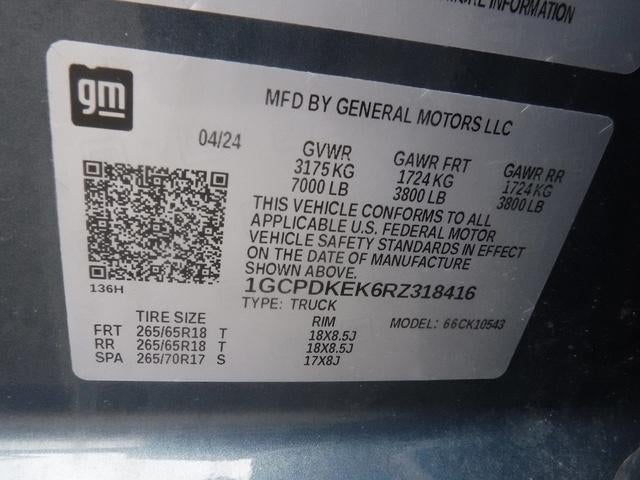 MORE INFORMATION
gm
MFD BY GENERAL MOTORS LLC
04/24
GVWR GAWR FRT GAWR RR
3175 KG 1724 KG 1724 KG
7000 LB 3800 LB 3800 LB
THIS VEHICLE CONFORMS TO ALL
APPLICABLE U.S. FEDERAL MOTOR
VEHICLE SAFETY STANDARDS IN EFFECT
ON THE DATE OF MANUFACTURE
SHOWN ABOVE.
136H
1GCPDKEK6RZ318416
TYPE: TRUCK MODEL: 66CK10543
TIRE SIZE RIM
FRT 265/65R18 T 18X8.5J
RR 265/65R18 T 18X8.5J
SPA 265/70R17 S 17X8J